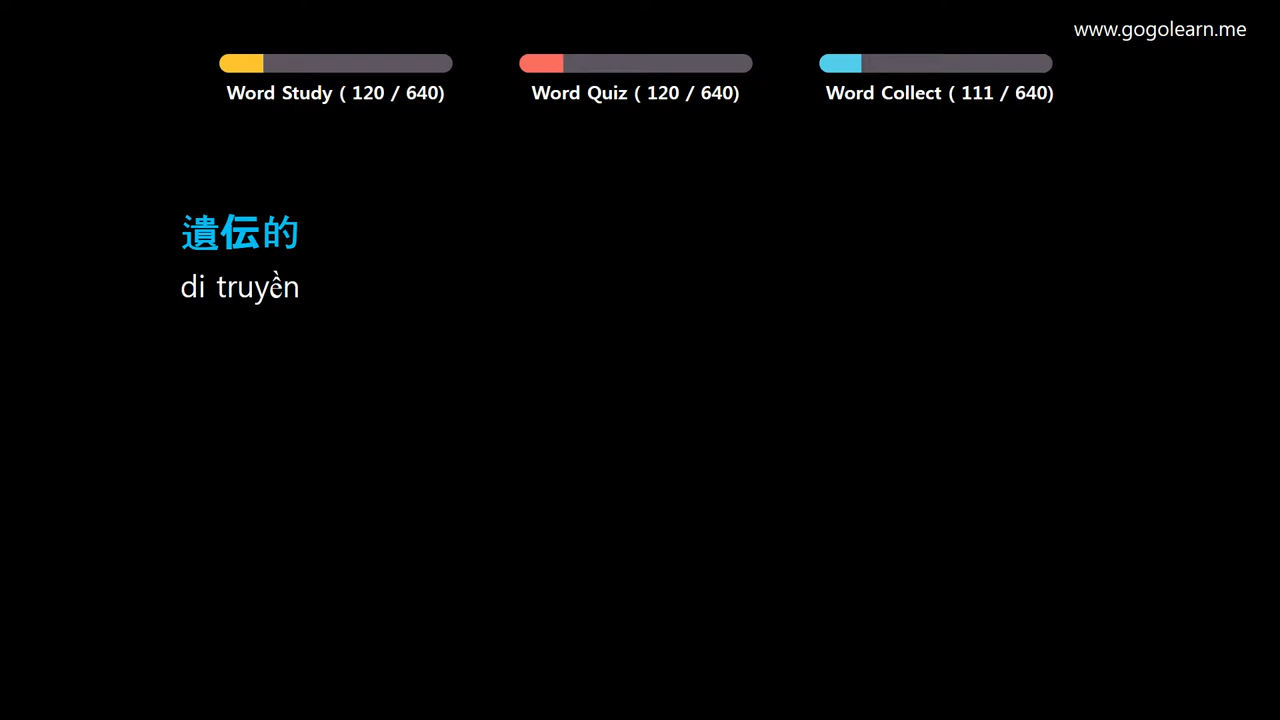 www.gogolearn.me
Word Study ( 120 / 640)
Word Quiz ( 120 / 640)
Word Collect ( 111 / 640)
遺伝的
di truyền